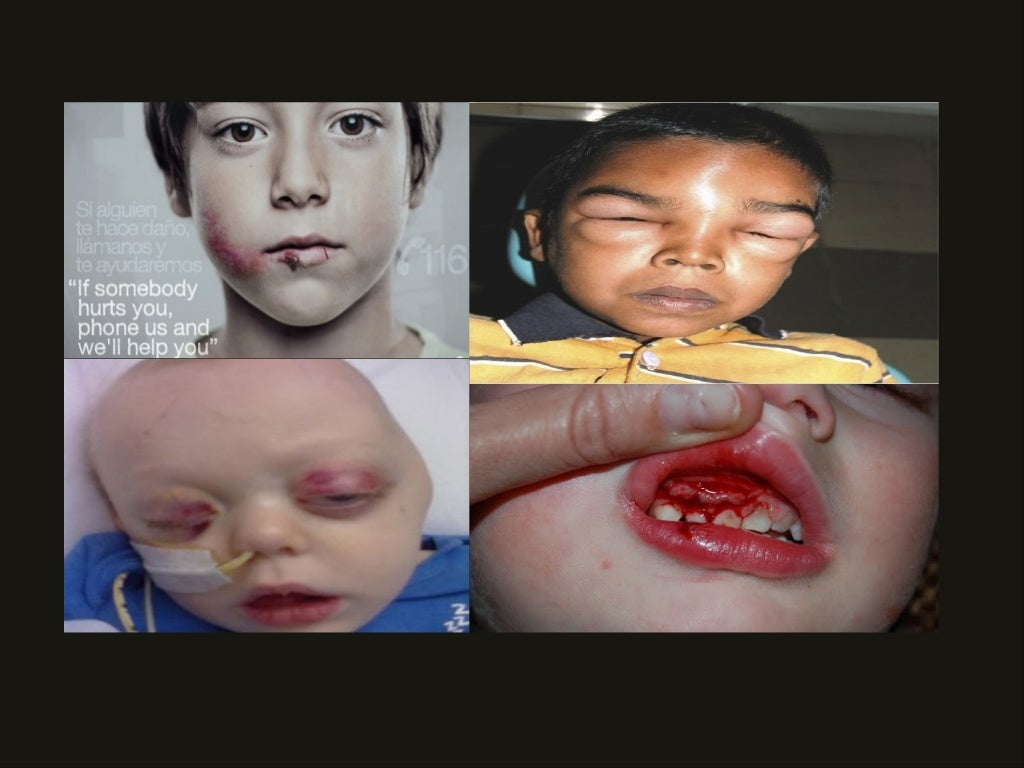 Si alguien
te hace daño,
llámanos y
te ayudaremos
116
“If somebody
hurts you,
phone us and
we'll help you”